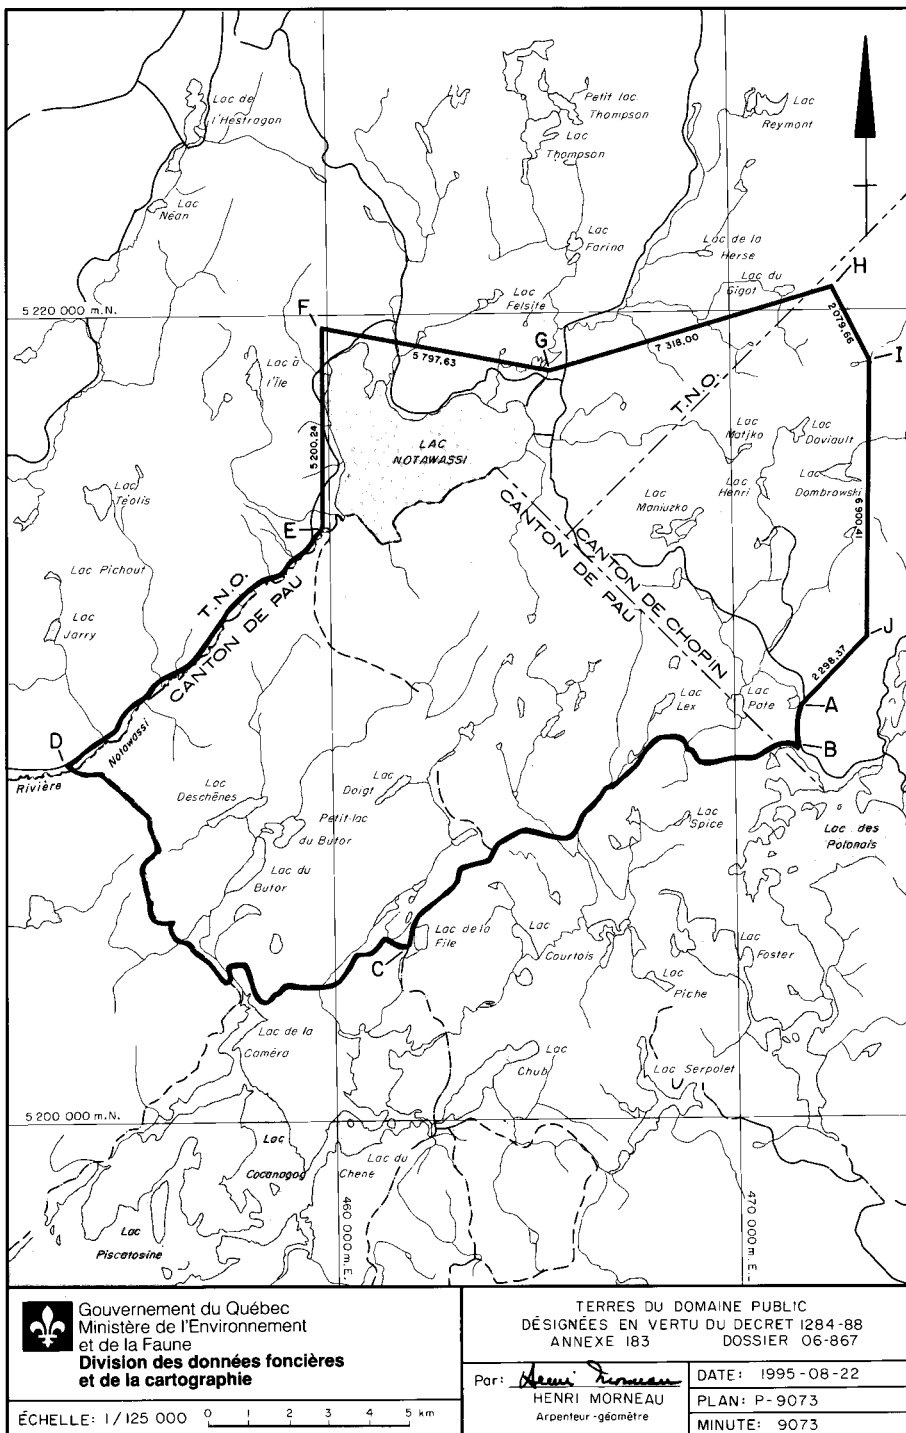 Lac de
l'Hestragon
Petit lac
Thompson
Lac
Thompson
Lac
Reymont
Lac
Néan
Lac
Farina
Lac de la
Herse
Lac du
Gigot
H
5 220 000 m.N.
F
Lac
Felsite
G
5 797.63
7 318.00
2 079.66
I
Lac à
l'Île
T.N.O.
5 200.24
LAC
NOTAWASSI
Lac
Matjko
Lac
Daviault
Lac
Téolis
Lac
Henri
Lac
Dombrowski
Lac
Maniuzko
6 900.41
E
CANTON DE CHOPIN
CANTON DE PAU
Lac Pichout
T.N.O.
CANTON DE PAU
Lac
Jarry
J
2 298.37
Lac
Lex
Lac
Pate
A
D
B
Notawassi
Rivière
Lac
Deschênes
Lac
Doigt
Petit lac
du Butor
Lac
Spice
Lac des
Polonais
Lac du
Butor
Lac de la
File
C
Lac
Courtois
Lac
Foster
Lac
Piche
Lac de la
Caméra
Lac
Chub
Lac Serpolet
5 200 000 m.N.
Lac
Cocanagog
Lac du
Chêne
Lac
Piscatosine
460 000 m.E.
470 000 m.E.
Gouvernement du Québec
Ministère de l'Environnement
et de la Faune
Division des données foncières
et de la cartographie
ÉCHELLE: 1 / 125 000
0 1 2 3 4 5 km
TERRES DU DOMAINE PUBLIC
DÉSIGNÉES EN VERTU DU DECRET 1284-88
ANNEXE 183 DOSSIER 06-867
Par: Henri Morneau
HENRI MORNEAU
Arpenteur-géomètre
DATE: 1995-08-22
PLAN: P-9073
MINUTE: 9073